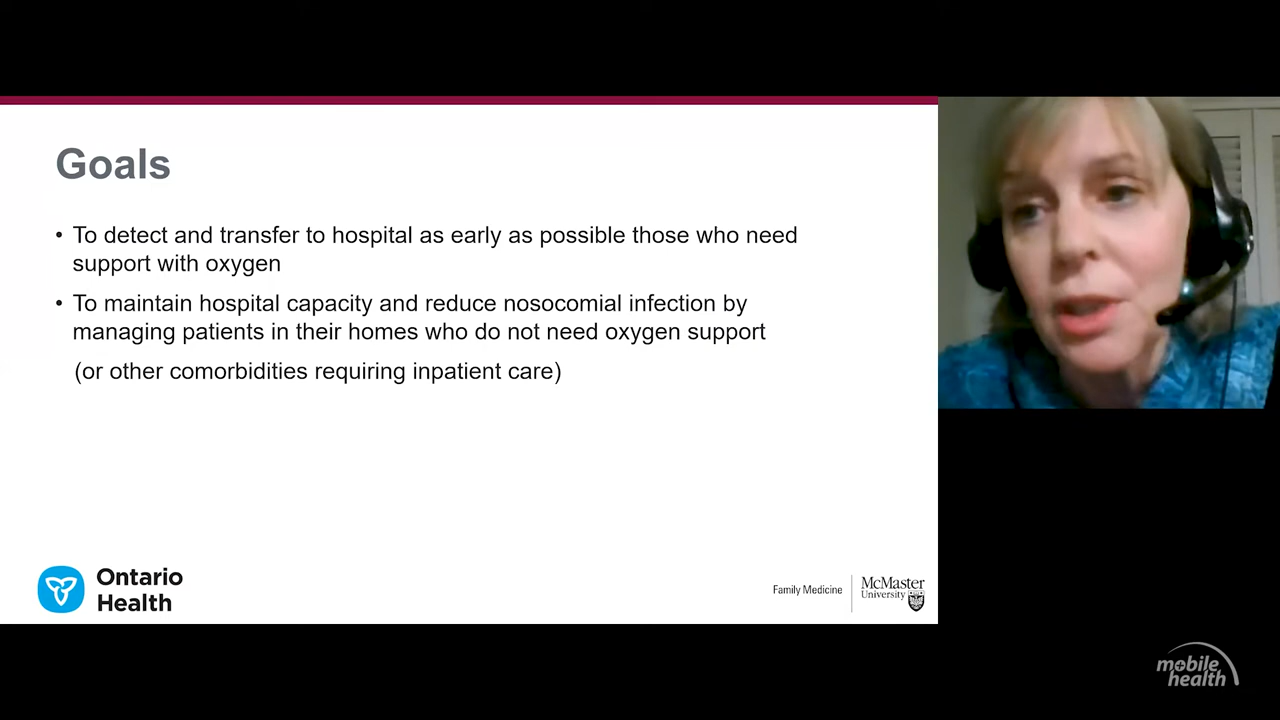 Goals
• To detect and transfer to hospital as early as possible those who need
support with oxygen
• To maintain hospital capacity and reduce nosocomial infection by
managing patients in their homes who do not need oxygen support
(or other comorbidities requiring inpatient care)
Ontario
Health
Family Medicine
McMaster
University
mobile
health